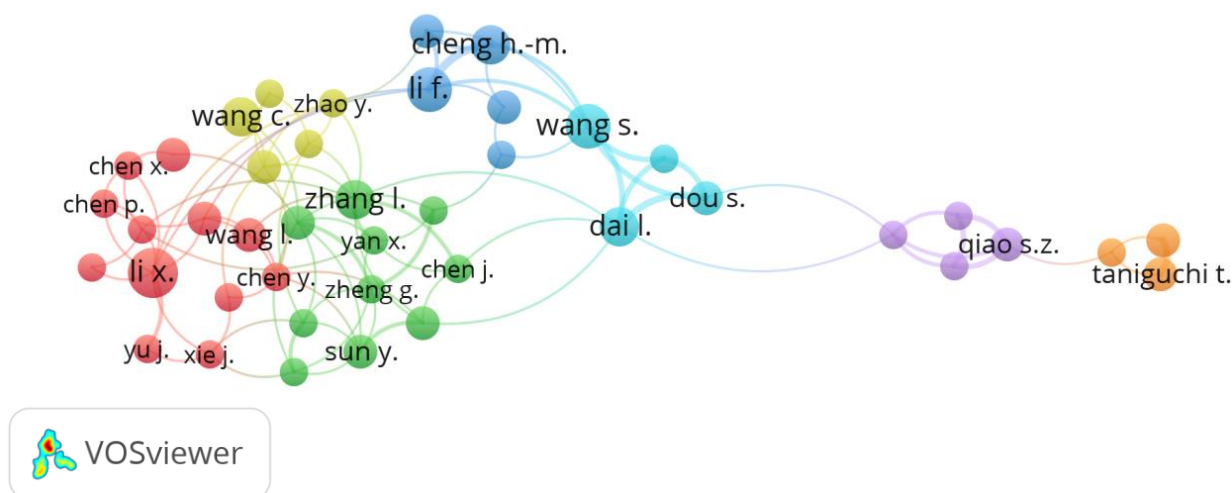 cheng h.-m.
li f.
zhao y.
wang c.
wang s.
chen x.
zhang l.
dou s.
chen p.
dai l.
wang l.
yan x.
qiao s.z.
li x.
chen y.
chen j.
taniguchi t.
zheng g.
yu j.
xie j.
sun y.
VOSviewer